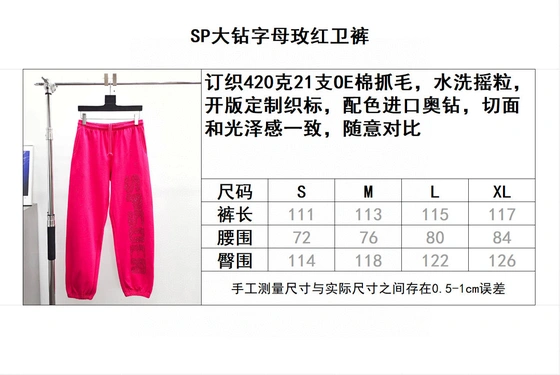 SP大钻字母玫红卫裤
订织420克21支OE棉抓毛，水洗摇粒，
开版定制织标，配色进口奥钻，切面
和光泽感一致，随意对比
尺码 S M L XL
裤长 111 113 115 117
腰围 72 76 80 84
臀围 114 118 122 126
手工测量尺寸与实际尺寸之间存在0.5-1cm误差